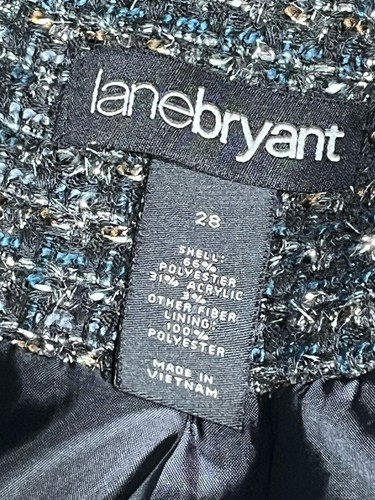 lanebryant
28
SHELL:
66%
POLYESTER
31% ACRYLIC
3%
OTHER FIBER
LINING:
100%
POLYESTER
MADE IN
VIETNAM